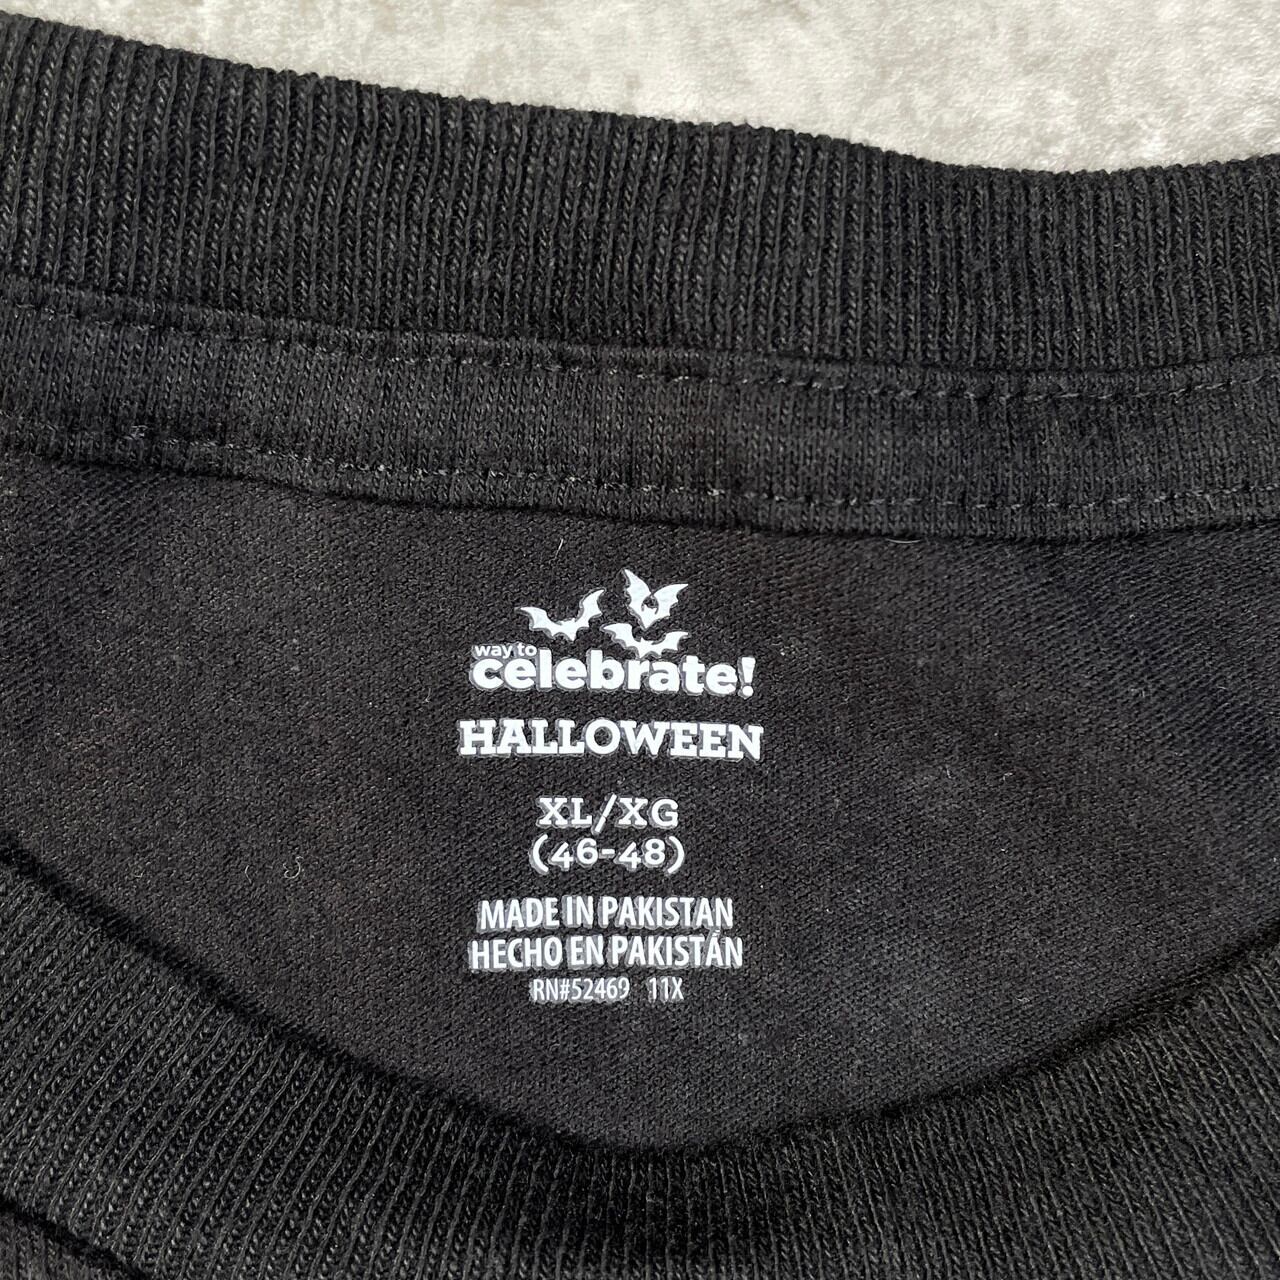 way to
celebrate!
HALLOWEEN
XL/XG
(46-48)
MADE IN PAKISTAN
HECHO EN PAKISTÁN
RN#52469 11X